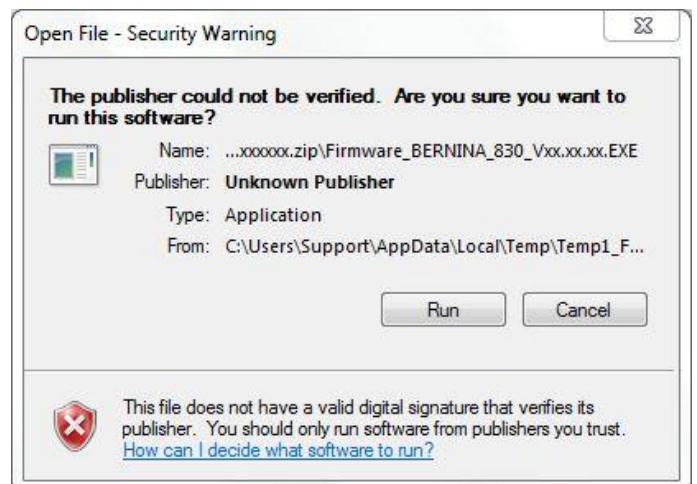 Open File - Security Warning
The publisher could not be verified.  Are you sure you want to
run this software?
Name: ...xxxxxx.zip\Firmware_BERNINA_830_Vxx.xx.xx.EXE
Publisher: Unknown Publisher
Type: Application
From: C:\Users\Support\AppData\Local\Temp\Temp1_F...
Run Cancel
This file does not have a valid digital signature that verifies its
publisher.  You should only run software from publishers you trust.
How can I decide what software to run?